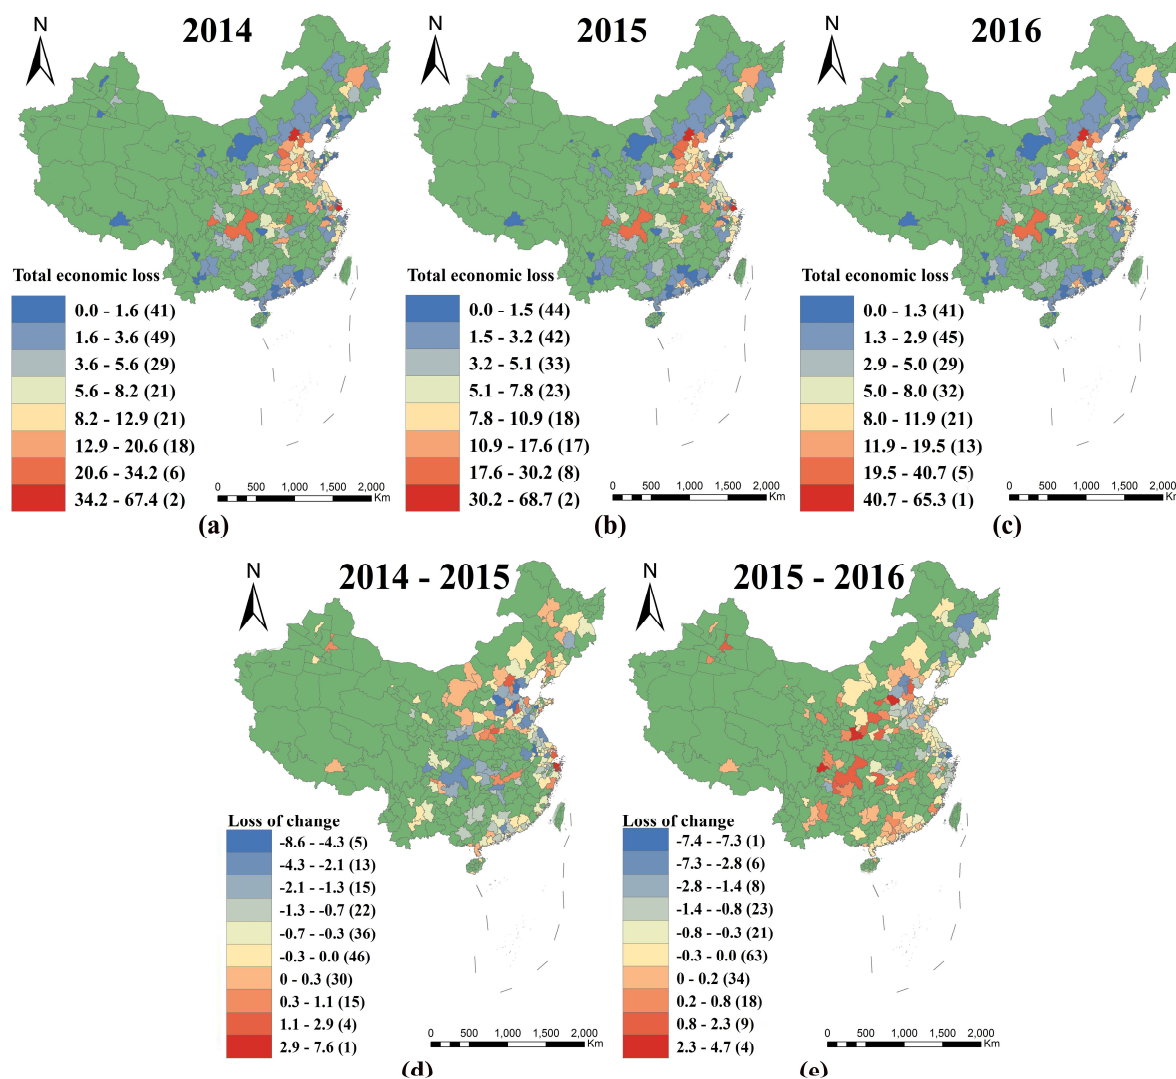 N
2014
Total economic loss
0.0 - 1.6 (41)
1.6 - 3.6 (49)
3.6 - 5.6 (29)
5.6 - 8.2 (21)
8.2 - 12.9 (21)
12.9 - 20.6 (18)
20.6 - 34.2 (6)
34.2 - 67.4 (2)
0 500 1,000 1,500 2,000
Km
(a)
N
2015
Total economic loss
0.0 - 1.5 (44)
1.5 - 3.2 (42)
3.2 - 5.1 (33)
5.1 - 7.8 (23)
7.8 - 10.9 (18)
10.9 - 17.6 (17)
17.6 - 30.2 (8)
30.2 - 68.7 (2)
0 500 1,000 1,500 2,000
Km
(b)
N
2016
Total economic loss
0.0 - 1.3 (41)
1.3 - 2.9 (45)
2.9 - 5.0 (29)
5.0 - 8.0 (32)
8.0 - 11.9 (21)
11.9 - 19.5 (13)
19.5 - 40.7 (5)
40.7 - 65.3 (1)
0 500 1,000 1,500 2,000
Km
(c)
N
2014 - 2015
Loss of change
-8.6 - -4.3 (5)
-4.3 - -2.1 (13)
-2.1 - -1.3 (15)
-1.3 - -0.7 (22)
-0.7 - -0.3 (36)
-0.3 - 0.0 (46)
0 - 0.3 (30)
0.3 - 1.1 (15)
1.1 - 2.9 (4)
2.9 - 7.6 (1)
0 500 1,000 1,500 2,000
Km
(d)
N
2015 - 2016
Loss of change
-7.4 - -7.3 (1)
-7.3 - -2.8 (6)
-2.8 - -1.4 (8)
-1.4 - -0.8 (23)
-0.8 - -0.3 (21)
-0.3 - 0.0 (63)
0 - 0.2 (34)
0.2 - 0.8 (18)
0.8 - 2.3 (9)
2.3 - 4.7 (4)
0 500 1,000 1,500 2,000
Km
(e)